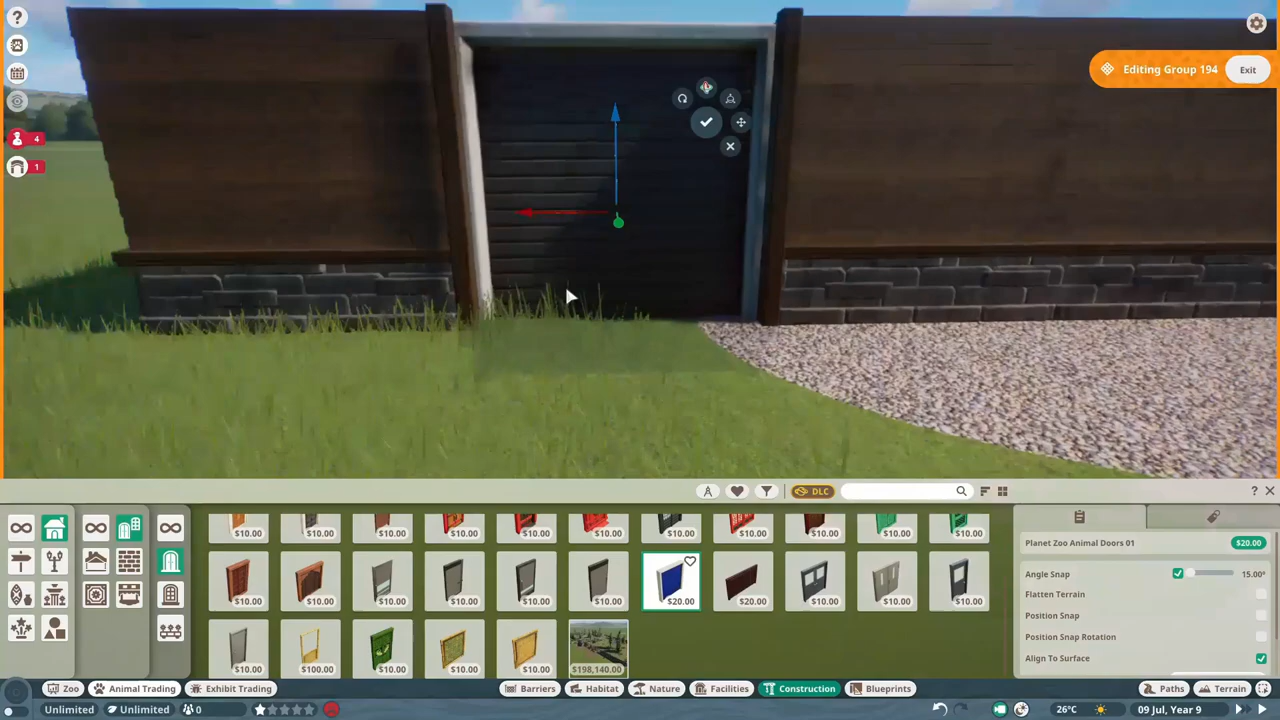 ?
Editing Group 194
Exit
4
1
DLC
?
$10.00 $10.00 $10.00 $10.00 $10.00 $10.00 $10.00 $10.00 $10.00 $10.00 $10.00
$10.00 $10.00 $10.00 $10.00 $10.00 $10.00 $20.00 $20.00 $10.00 $10.00 $10.00
$10.00 $100.00 $10.00 $10.00 $10.00 $198,140.00
Planet Zoo Animal Doors 01 $20.00
Angle Snap 15.00°
Flatten Terrain
Position Snap
Position Snap Rotation
Align To Surface
Zoo Animal Trading Exhibit Trading Barriers Habitat Nature Facilities Construction Blueprints Paths Terrain
Unlimited Unlimited 0 26°C 09 Jul, Year 9